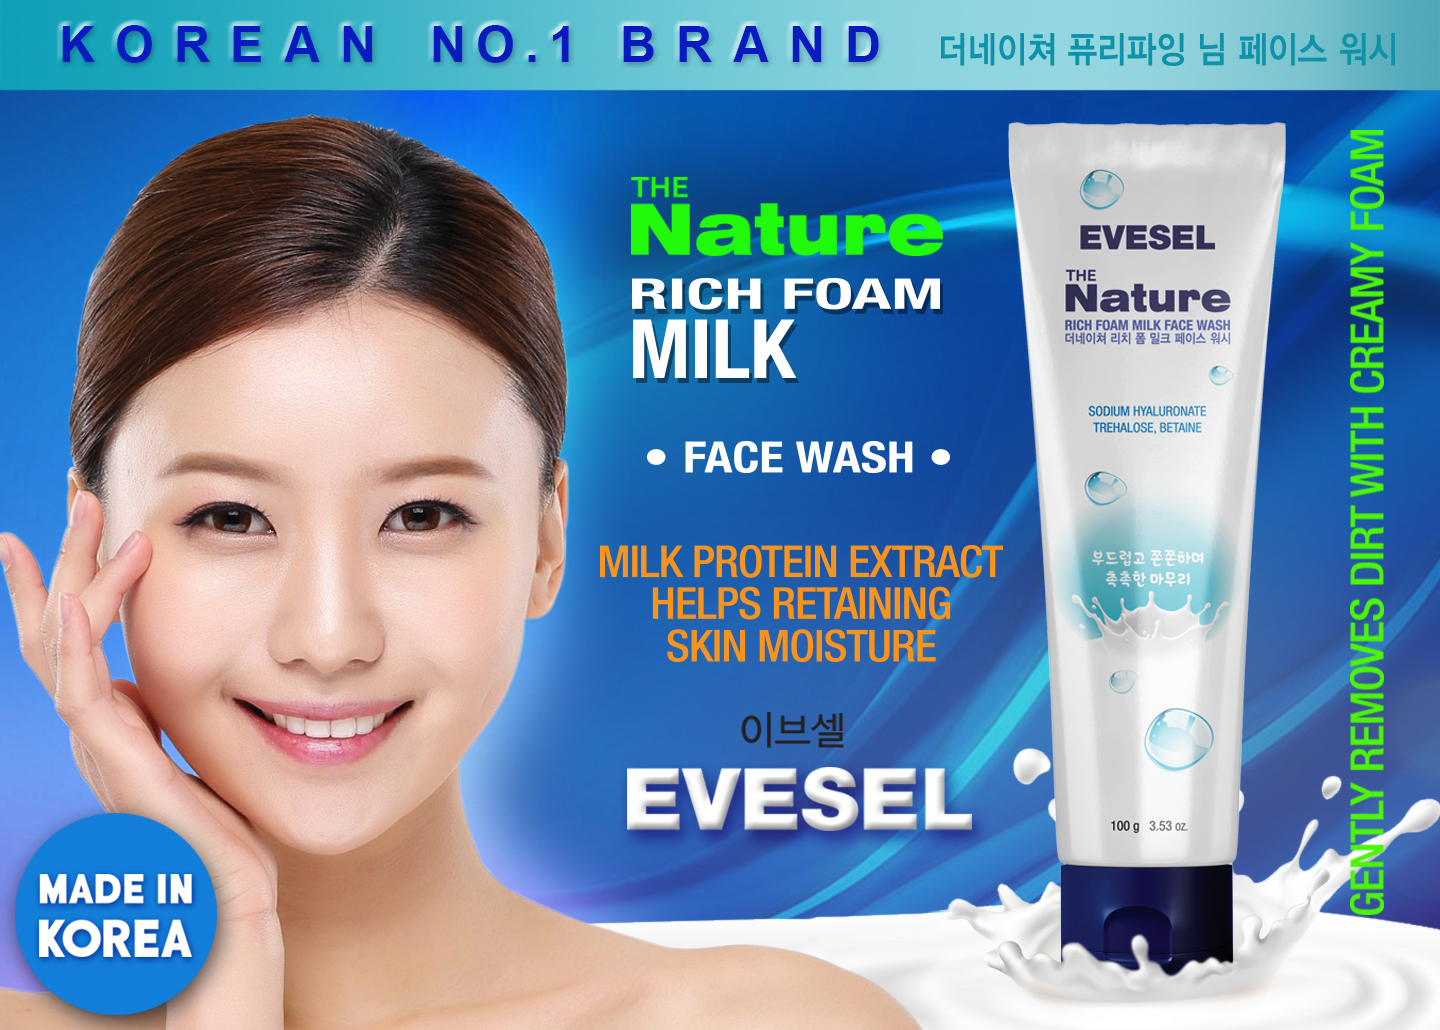 KOREAN NO.1 BRAND
더네이쳐 퓨리파잉 님 페이스 워시
THE
Nature
RICH FOAM
MILK
• FACE WASH •
MILK PROTEIN EXTRACT
HELPS RETAINING
SKIN MOISTURE
이브셀
EVESEL
MADE IN
KOREA
EVESEL
THE
Nature
RICH FOAM MILK FACE WASH
더네이쳐 리치 폼 밀크 페이스 워시
SODIUM HYALURONATE
TREHALOSE, BETAINE
부드럽고 쫀쫀하며
촉촉한 마무리
100 g 3.53 oz.
GENTLY REMOVES DIRT WITH CREAMY FOAM